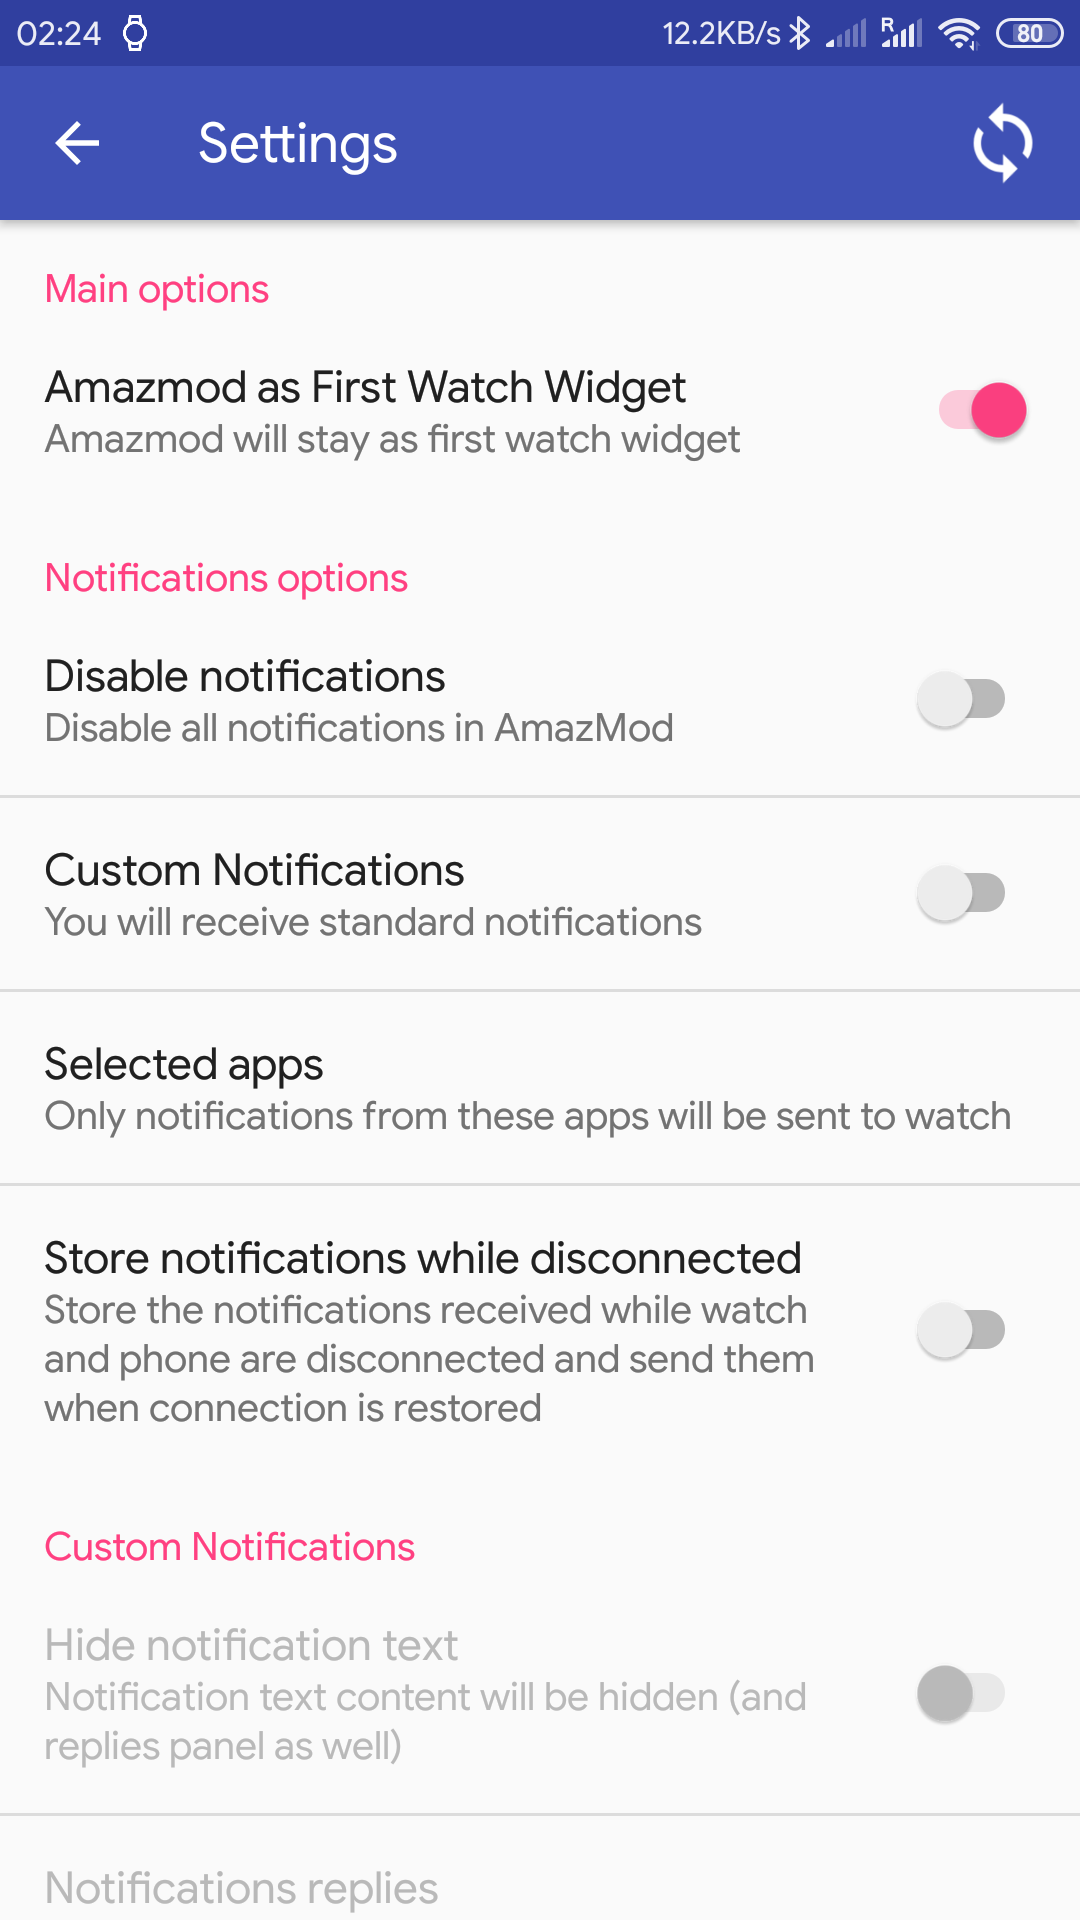 02:24 12.2KB/s R 80
Settings
Main options
Amazmod as First Watch Widget
Amazmod will stay as first watch widget
Notifications options
Disable notifications
Disable all notifications in AmazMod
Custom Notifications
You will receive standard notifications
Selected apps
Only notifications from these apps will be sent to watch
Store notifications while disconnected
Store the notifications received while watch
and phone are disconnected and send them
when connection is restored
Custom Notifications
Hide notification text
Notification text content will be hidden (and
replies panel as well)
Notifications replies